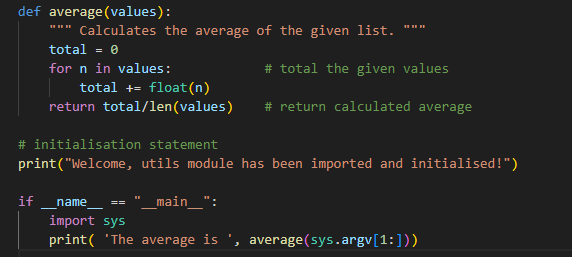 def average(values):
    """ Calculates the average of the given list. """
    total = 0
    for n in values:            # total the given values
        total += float(n)
    return total/len(values)    # return calculated average

# initialisation statement
print("Welcome, utils module has been imported and initialised!")

if __name__ == "__main__":
    import sys
    print( 'The average is ', average(sys.argv[1:]))